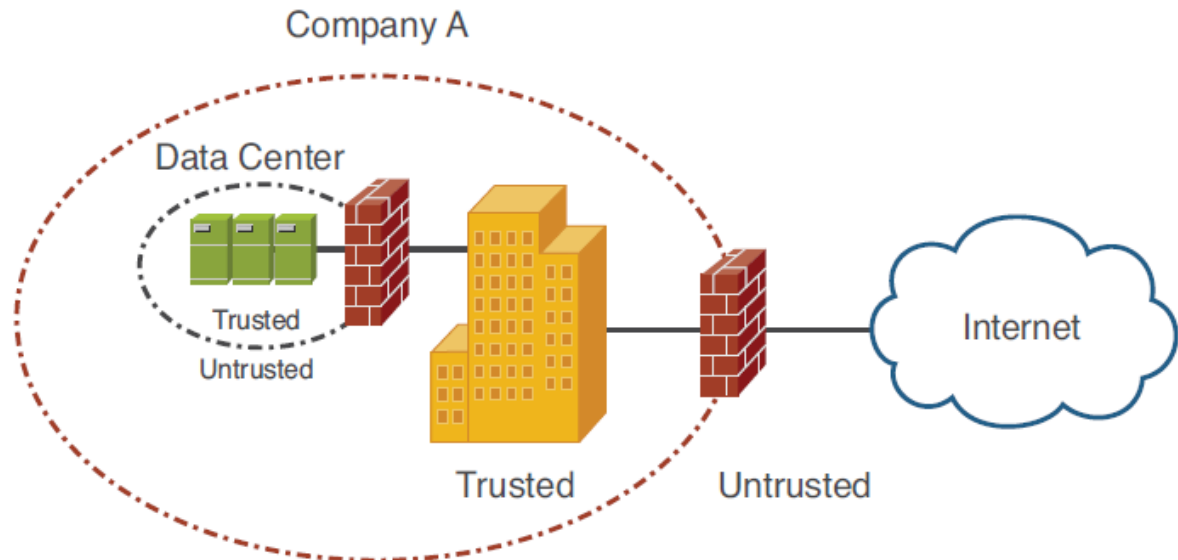 Company A
Data Center
Trusted
Untrusted
Internet
Trusted
Untrusted